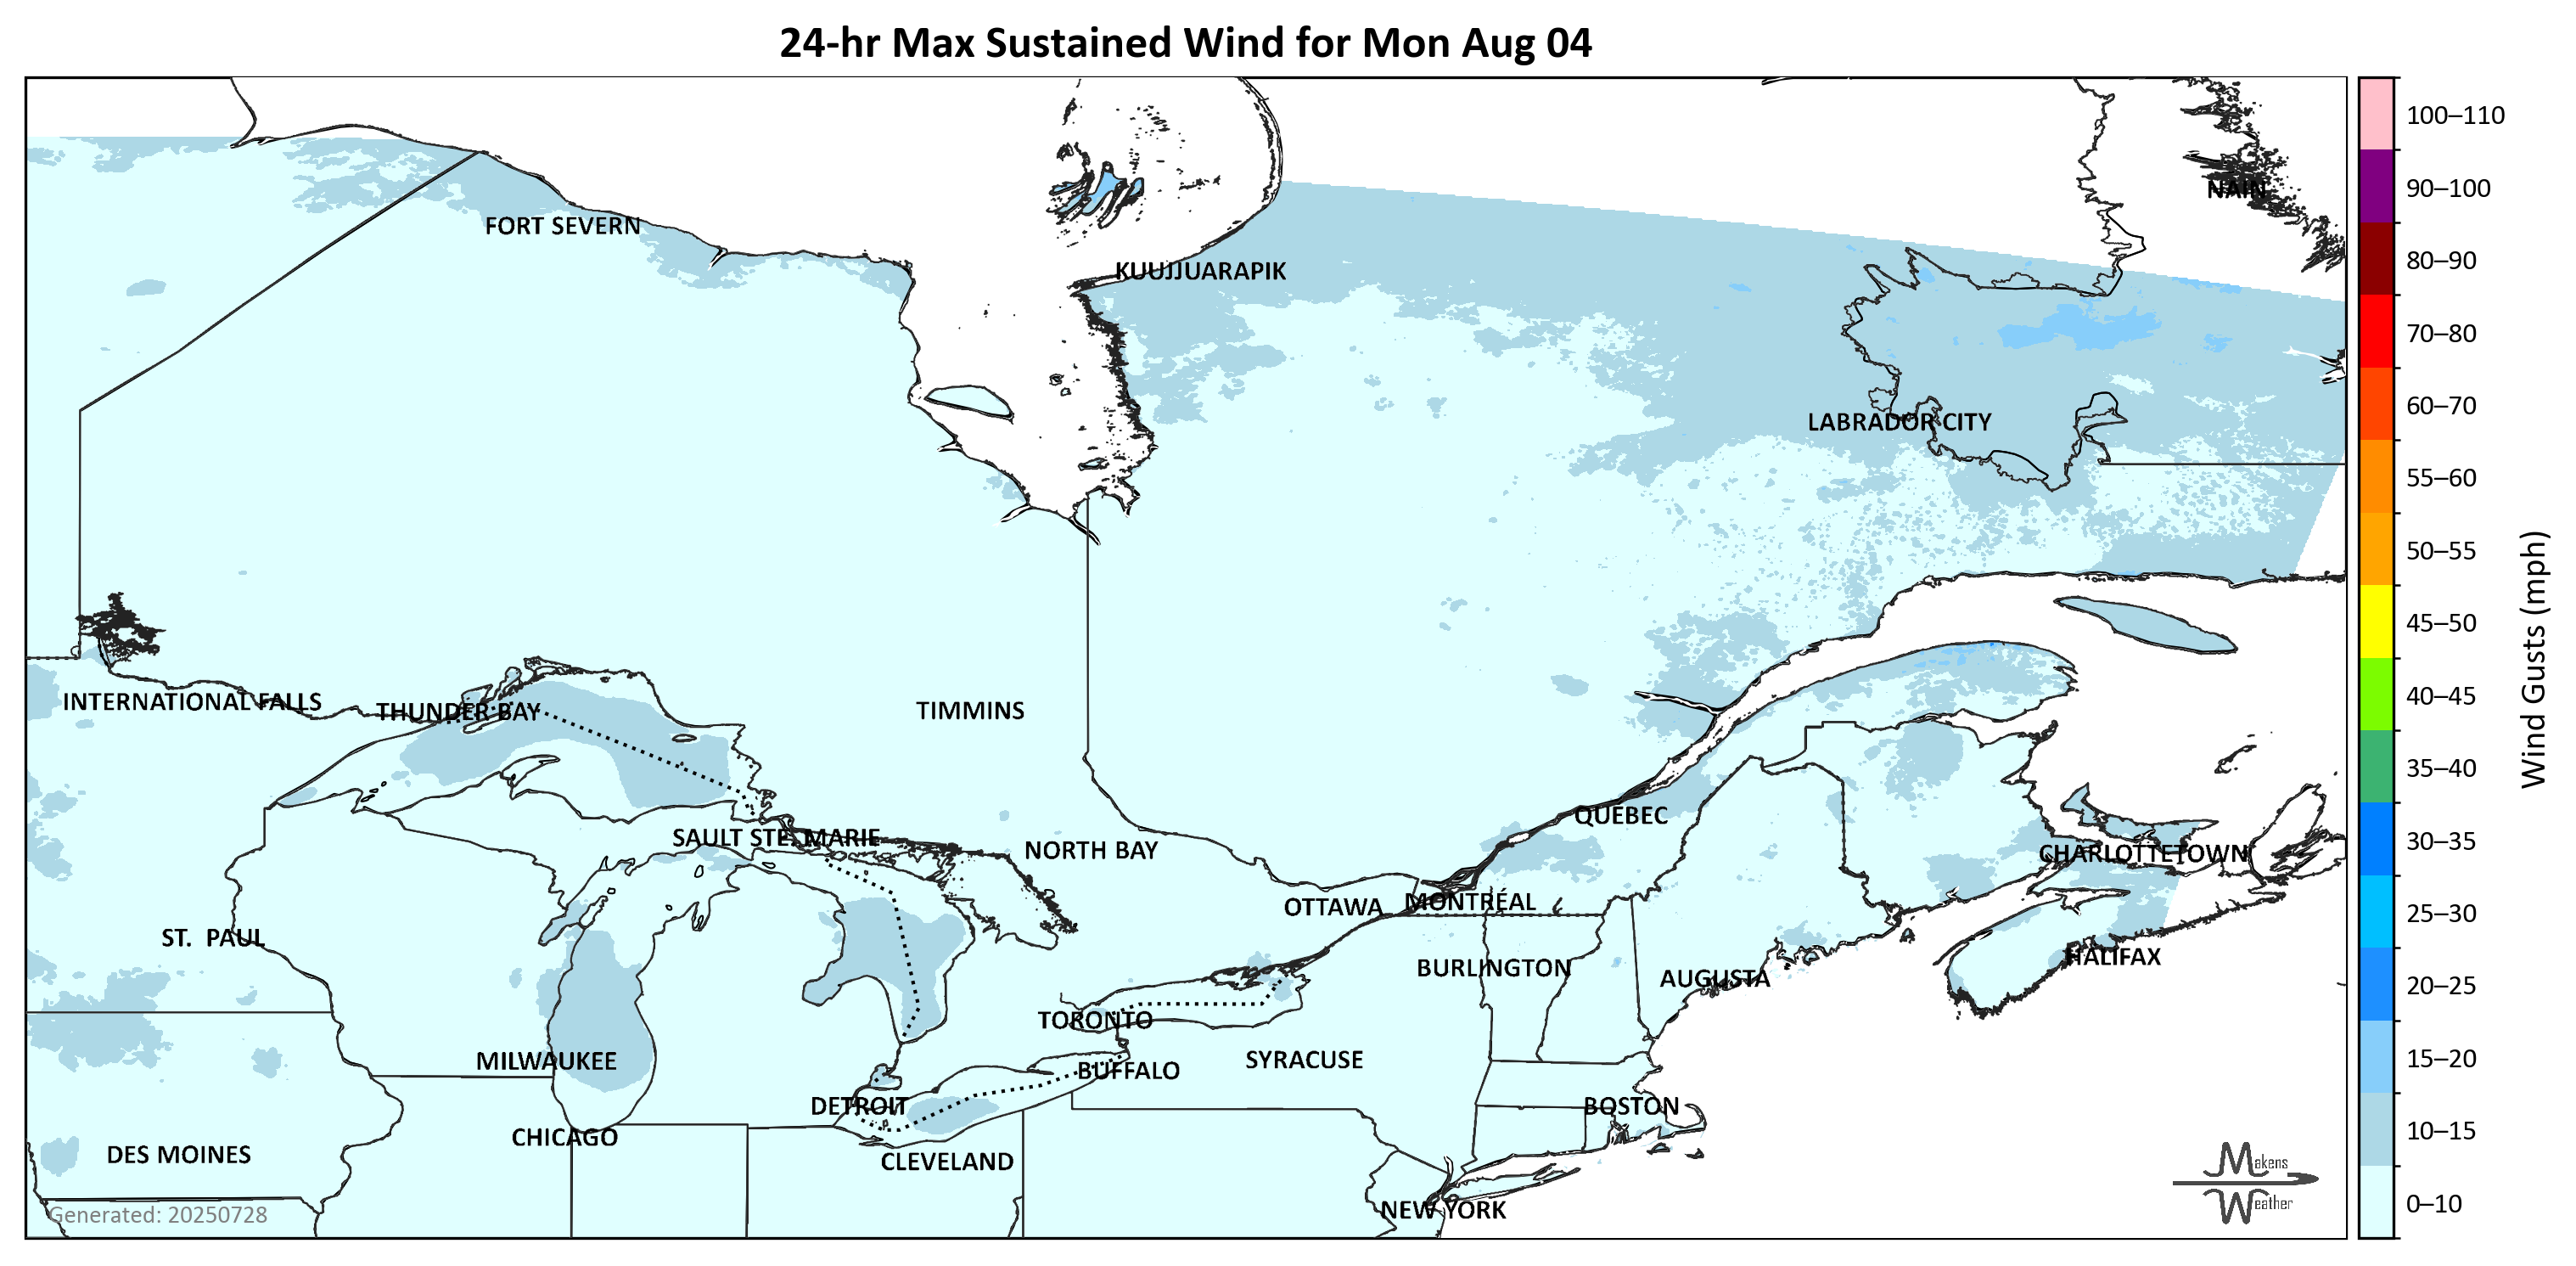 24-hr Max Sustained Wind for Mon Aug 04
NAIN
FORT SEVERN
KUUJJUARAPIK
LABRADOR CITY
INTERNATIONAL FALLS
THUNDER BAY
TIMMINS
QUÉBEC
SAULT STE. MARIE
NORTH BAY
CHARLOTTETOWN
OTTAWA
MONTRÉAL
ST. PAUL
HALIFAX
BURLINGTON
AUGUSTA
TORONTO
MILWAUKEE
SYRACUSE
BUFFALO
DETROIT
BOSTON
CHICAGO
DES MOINES
CLEVELAND
NEW YORK
Generated: 20250728
Makens
Weather
100–110
90–100
80–90
70–80
60–70
55–60
50–55
45–50
40–45
35–40
30–35
25–30
20–25
15–20
10–15
0–10
Wind Gusts (mph)